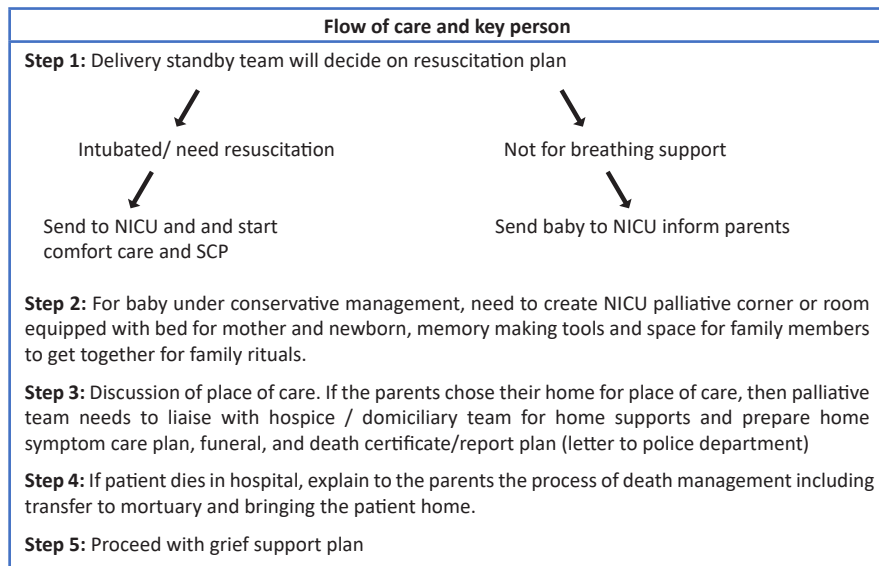 Flow of care and key person
Step 1: Delivery standby team will decide on resuscitation plan
Intubated/ need resuscitation
Not for breathing support
Send to NICU and and start
comfort care and SCP
Send baby to NICU inform parents
Step 2: For baby under conservative management, need to create NICU palliative corner or room
equipped with bed for mother and newborn, memory making tools and space for family members
to get together for family rituals.
Step 3: Discussion of place of care. If the parents chose their home for place of care, then palliative
team needs to liaise with hospice / domiciliary team for home supports and prepare home
symptom care plan, funeral, and death certificate/report plan (letter to police department)
Step 4: If patient dies in hospital, explain to the parents the process of death management including
transfer to mortuary and bringing the patient home.
Step 5: Proceed with grief support plan